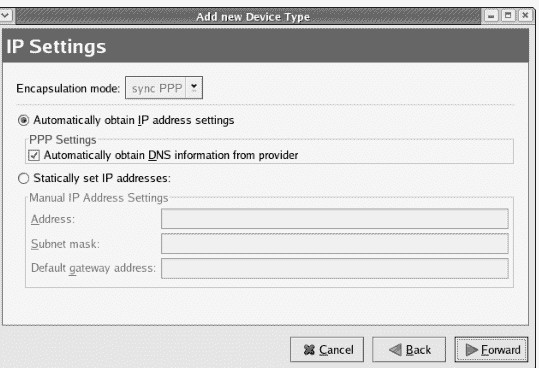 Add new Device Type
IP Settings
Encapsulation mode: sync PPP
Automatically obtain IP address settings
PPP Settings
Automatically obtain DNS information from provider
Statically set IP addresses:
Manual IP Address Settings
Address:
Subnet mask:
Default gateway address:
Cancel Back Forward